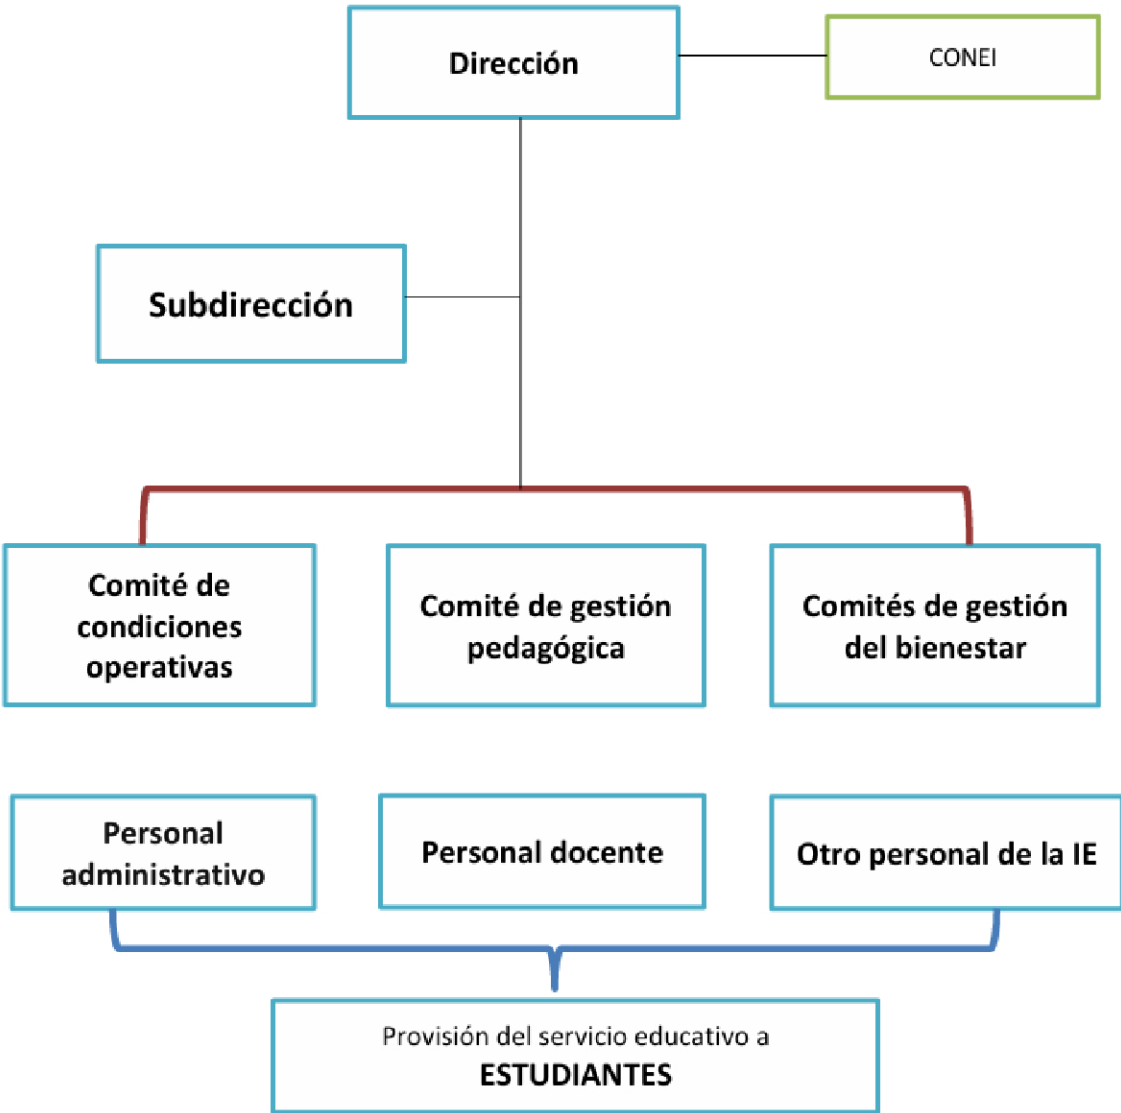 Dirección
CONEI
Subdirección
Comité de
condiciones
operativas
Comité de gestión
pedagógica
Comités de gestión
del bienestar
Personal
administrativo
Personal docente
Otro personal de la IE
Provisión del servicio educativo a
ESTUDIANTES